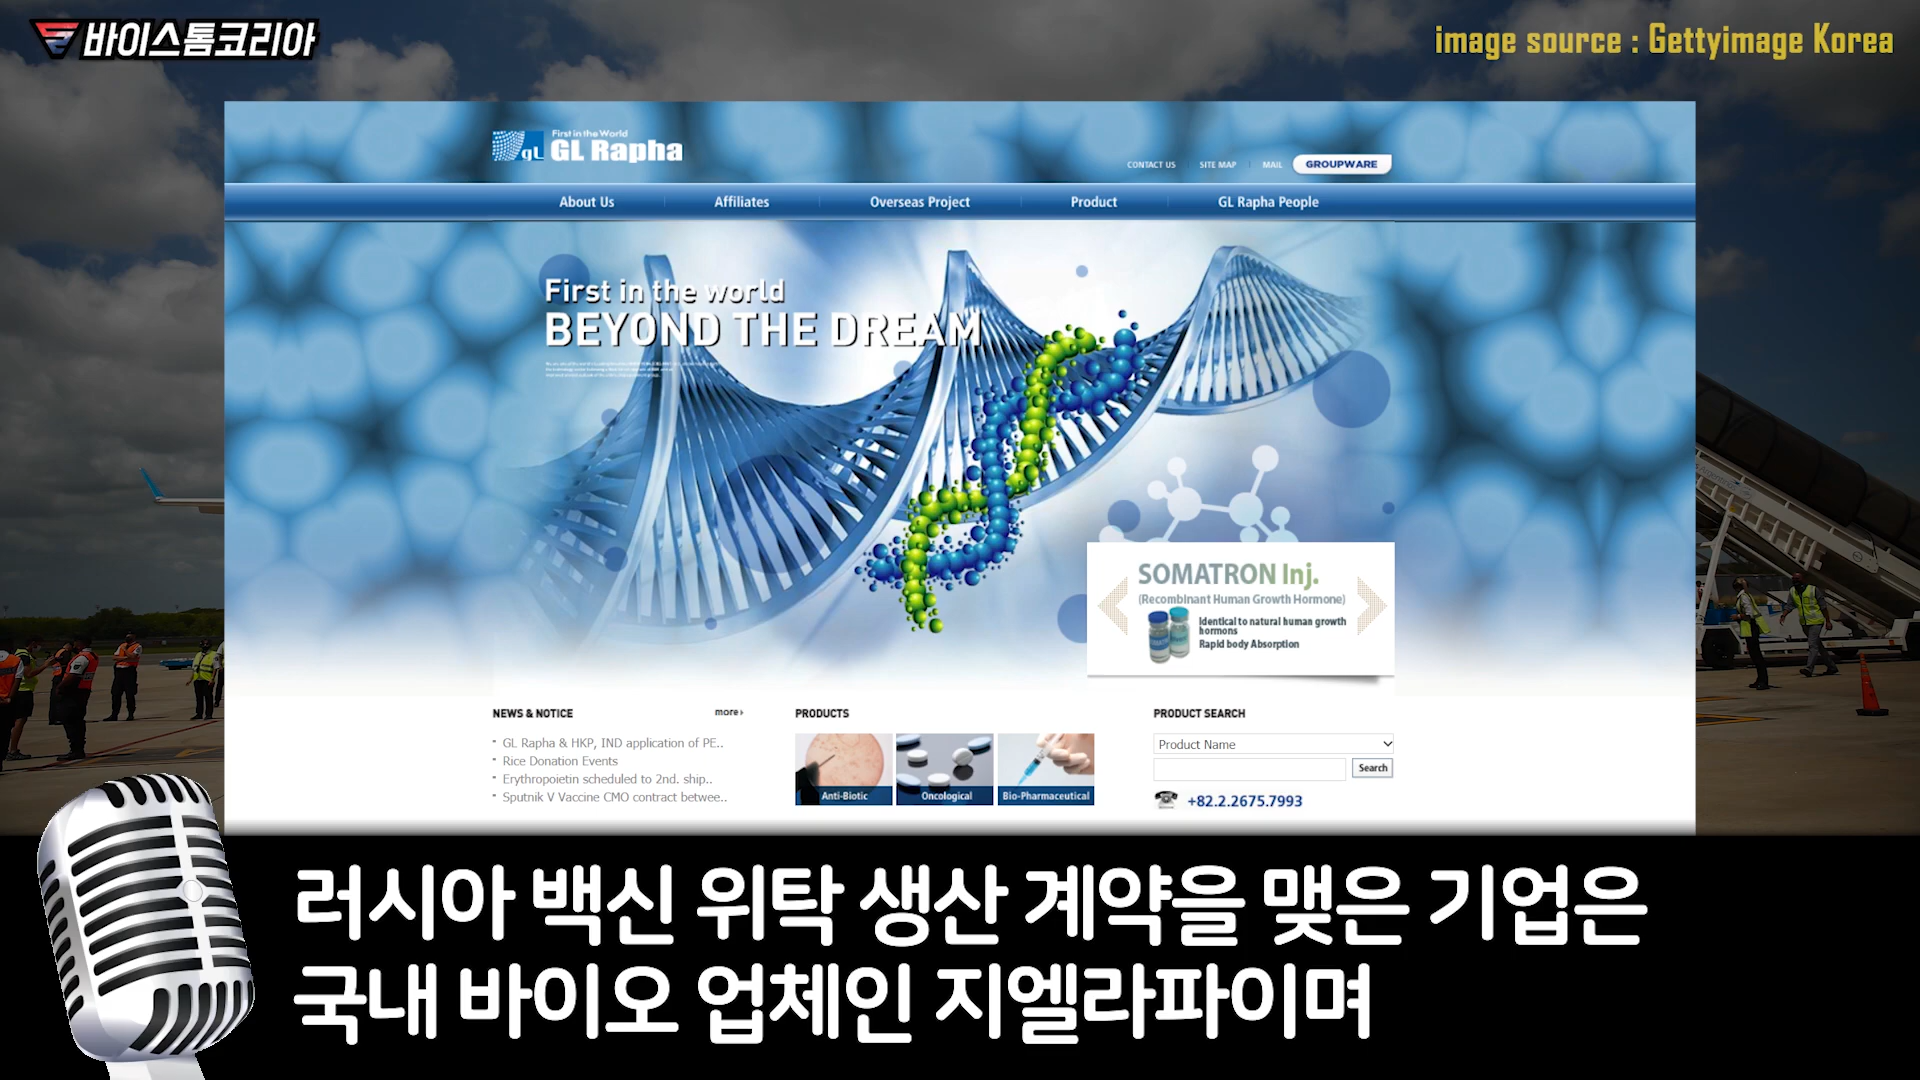 바이스톰코리아
image source : Gettyimage Korea
First in the World
gL GL Rapha
CONTACT US SITE MAP MAIL GROUPWARE
About Us Affiliates Overseas Project Product GL Rapha People
First in the world
BEYOND THE DREAM
SOMATRON Inj.
(Recombinant Human Growth Hormone)
Identical to natural human growth
hormons
Rapid body Absorption
NEWS & NOTICE more
GL Rapha & HKP, IND application of PE..
Rice Donation Events
Erythropoietin scheduled to 2nd. ship..
Sputnik V Vaccine CMO contract betwee..
PRODUCTS
Anti-Biotic Oncological Bio-Pharmaceutical
PRODUCT SEARCH
Product Name
Search
+82.2.2675.7993
러시아 백신 위탁 생산 계약을 맺은 기업은
국내 바이오 업체인 지엘라파이며